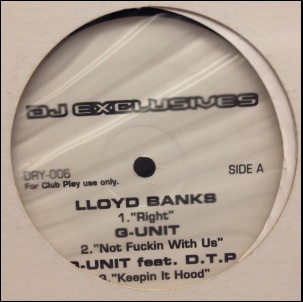 DJ EXCLUSIVES
DRY-006
SIDE A
For Club Play use only.
LLOYD BANKS
1."Right"
G-UNIT
2."Not Fuckin With Us"
G-UNIT feat. D.T.P
3."Keepin It Hood"